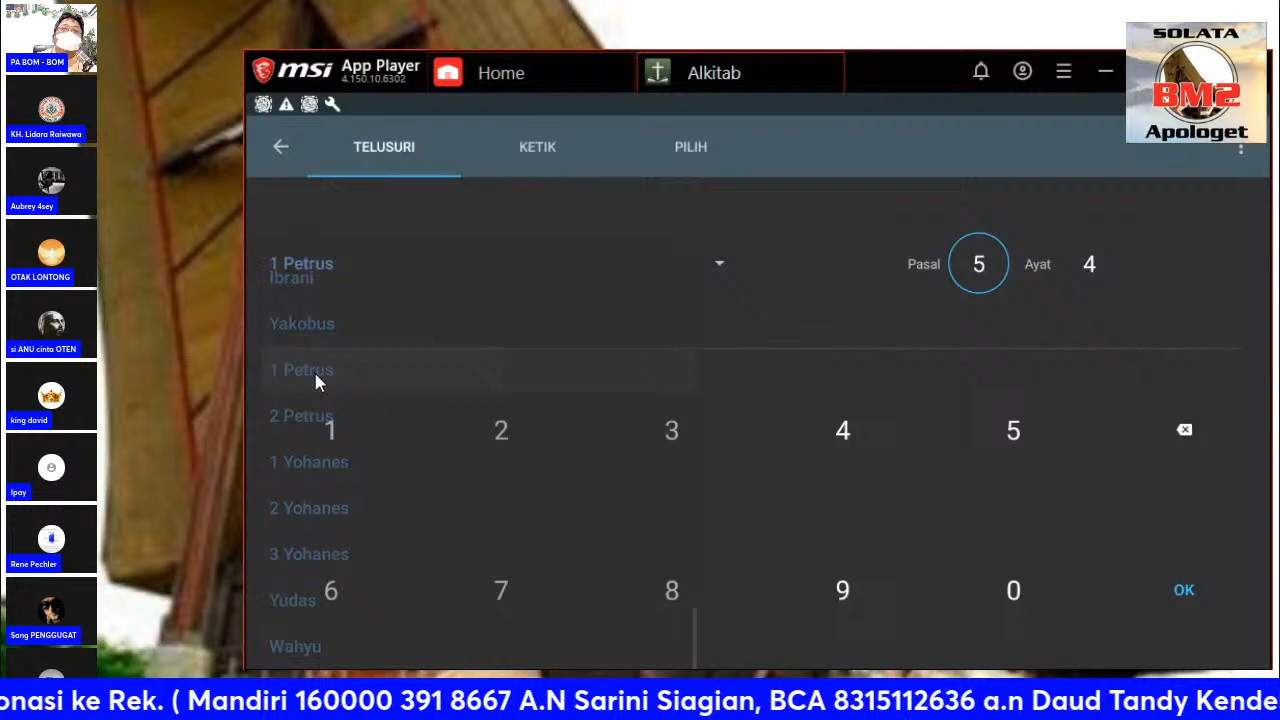 PA BOM - BOM
KH. Lidara Raiwawa
Aubrey 4sey
OTAK LONTONG
si ANU cinta OTEN
king david
Ipay
Rene Pechler
Sang PENGGUGAT
msi App Player
4.150.10.6302
Home
Alkitab
SOLATA
BM2
Apologet
TELUSURI KETIK PILIH
1 Petrus
Pasal 5 Ayat 4
Ibrani
Yakobus
1 Petrus
2 Petrus
1 Yohanes
2 Yohanes
3 Yohanes
Yudas
Wahyu
1 2 3 4 5
6 7 8 9 0 OK
onasi ke Rek. ( Mandiri 160000 391 8667 A.N Sarini Siagian, BCA 8315112636 a.n Daud Tandy Kende